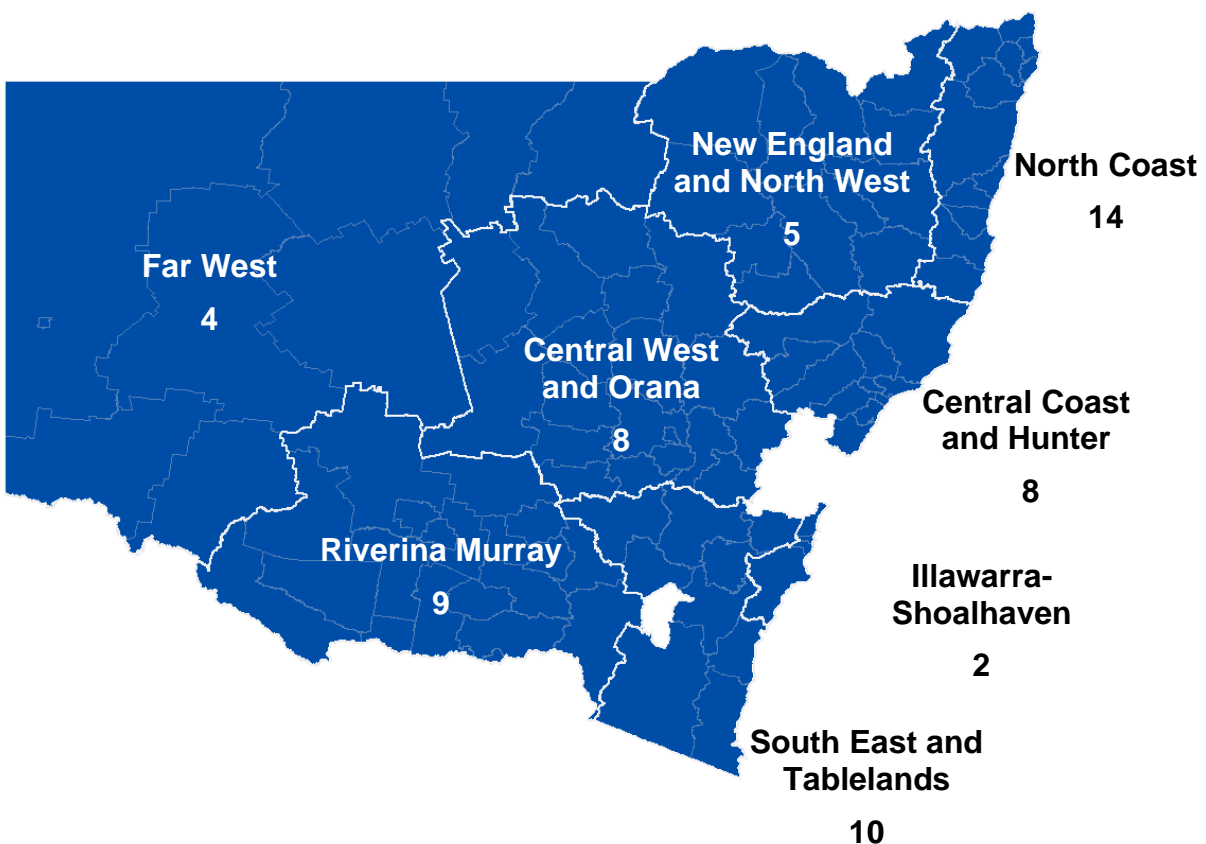 New England
and North West
5
North Coast
14
Far West
4
Central West
and Orana
8
Central Coast
and Hunter
8
Riverina Murray
9
Illawarra-
Shoalhaven
2
South East and
Tablelands
10